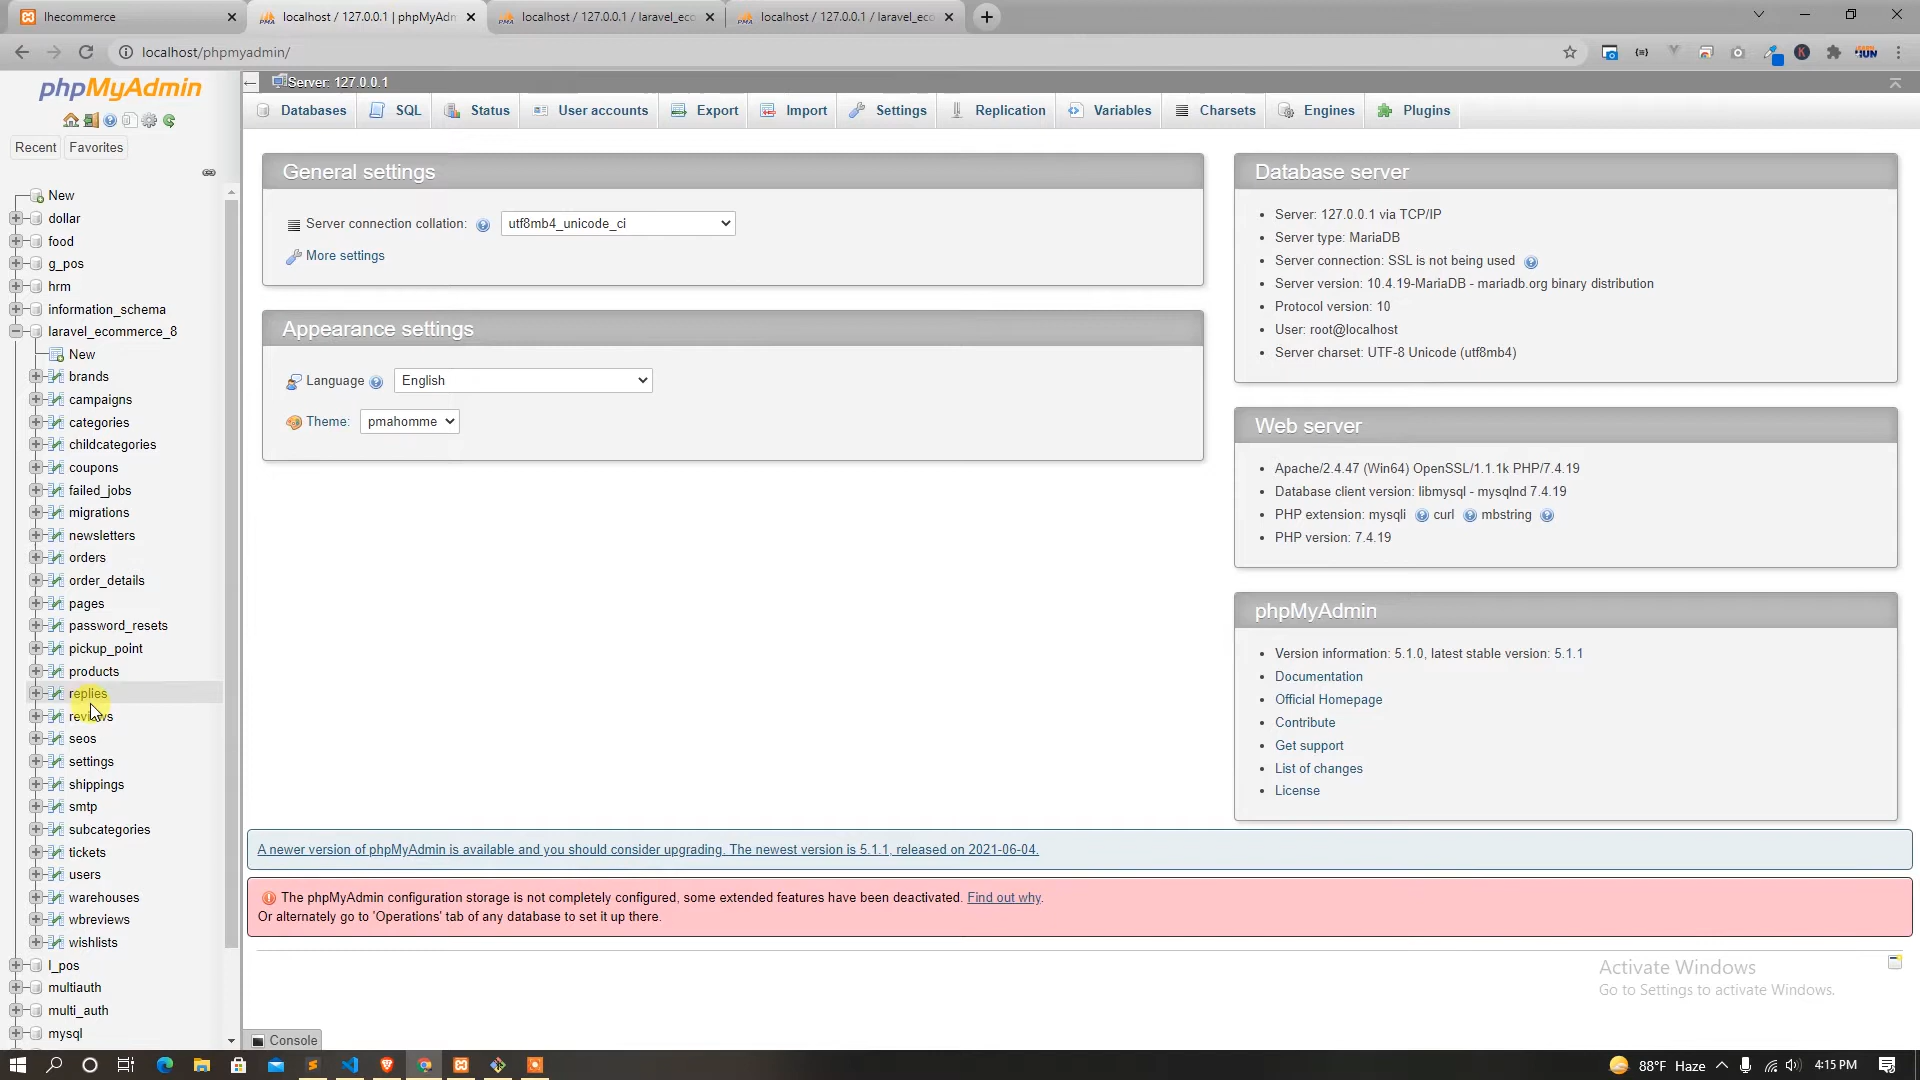 lhecommerce
localhost / 127.0.0.1 | phpMyAdm
localhost / 127.0.0.1 / laravel_eco
localhost / 127.0.0.1 / laravel_eco
localhost/phpmyadmin/
phpMyAdmin
Recent
Favorites
New
dollar
food
g_pos
hrm
information_schema
laravel_ecommerce_8
New
brands
campaigns
categories
childcategories
coupons
failed_jobs
migrations
newsletters
orders
order_details
pages
password_resets
pickup_point
products
replies
reviews
seos
settings
shippings
smtp
subcategories
tickets
users
warehouses
wbreviews
wishlists
l_pos
multiauth
multi_auth
mysql
Server: 127.0.0.1
Databases
SQL
Status
User accounts
Export
Import
Settings
Replication
Variables
Charsets
Engines
Plugins
General settings
Server connection collation:
utf8mb4_unicode_ci
More settings
Appearance settings
Language
English
Theme:
pmahomme
Database server
Server: 127.0.0.1 via TCP/IP
Server type: MariaDB
Server connection: SSL is not being used
Server version: 10.4.19-MariaDB - mariadb.org binary distribution
Protocol version: 10
User: root@localhost
Server charset: UTF-8 Unicode (utf8mb4)
Web server
Apache/2.4.47 (Win64) OpenSSL/1.1.1k PHP/7.4.19
Database client version: libmysql - mysqlnd 7.4.19
PHP extension: mysqli curl mbstring
PHP version: 7.4.19
phpMyAdmin
Version information: 5.1.0, latest stable version: 5.1.1
Documentation
Official Homepage
Contribute
Get support
List of changes
License
A newer version of phpMyAdmin is available and you should consider upgrading. The newest version is 5.1.1, released on 2021-06-04.
The phpMyAdmin configuration storage is not completely configured, some extended features have been deactivated. Find out why.
Or alternately go to 'Operations' tab of any database to set it up there.
Activate Windows
Go to Settings to activate Windows.
Console
88°F Haze
4:15 PM